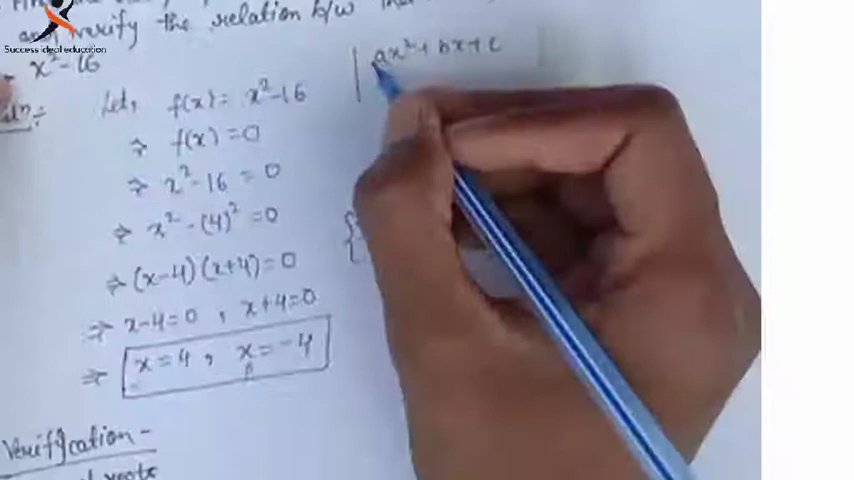 and verify the relation b/w
Success ideal education
x²-16
Let, f(x) = x²-16
ax²+bx+c
⇒ f(x) = 0
⇒ x²-16 = 0
⇒ x²-(4)² = 0
⇒ (x-4)(x+4) = 0
⇒ x-4=0 , x+4=0
⇒ x=4 , x=-4
Verification-
roots